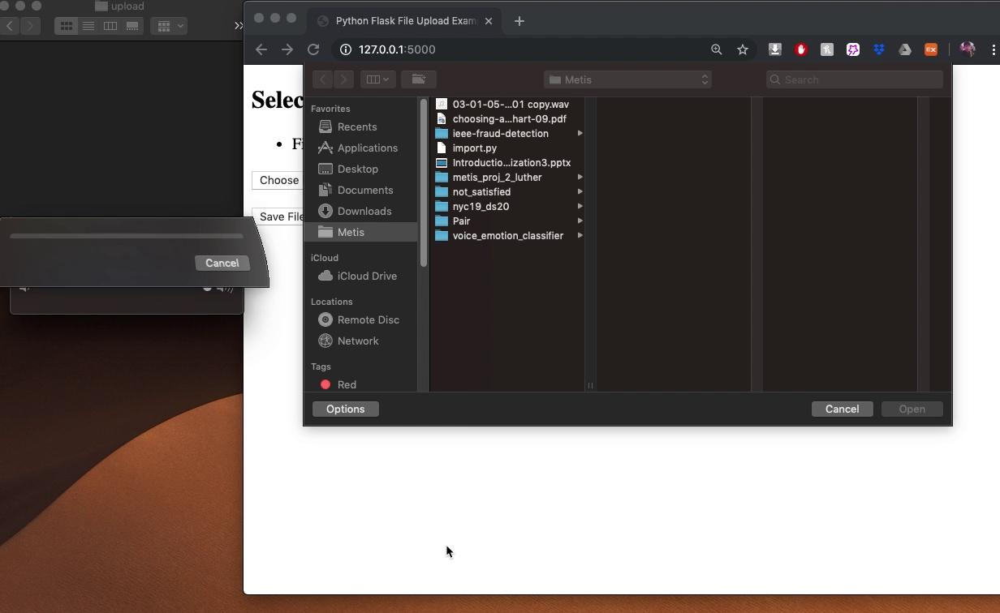 upload
Python Flask File Upload Exam
127.0.0.1:5000
Metis
Search
Selec
Fi
Choose
Save File
Cancel
Favorites
Recents
Applications
Desktop
Documents
Downloads
Metis
iCloud
iCloud Drive
Locations
Remote Disc
Network
Tags
Red
03-01-05-...01 copy.wav
choosing-a...hart-09.pdf
ieee-fraud-detection
import.py
Introductio...ization3.pptx
metis_proj_2_luther
not_satisfied
nyc19_ds20
Pair
voice_emotion_classifier
Options
Cancel
Open